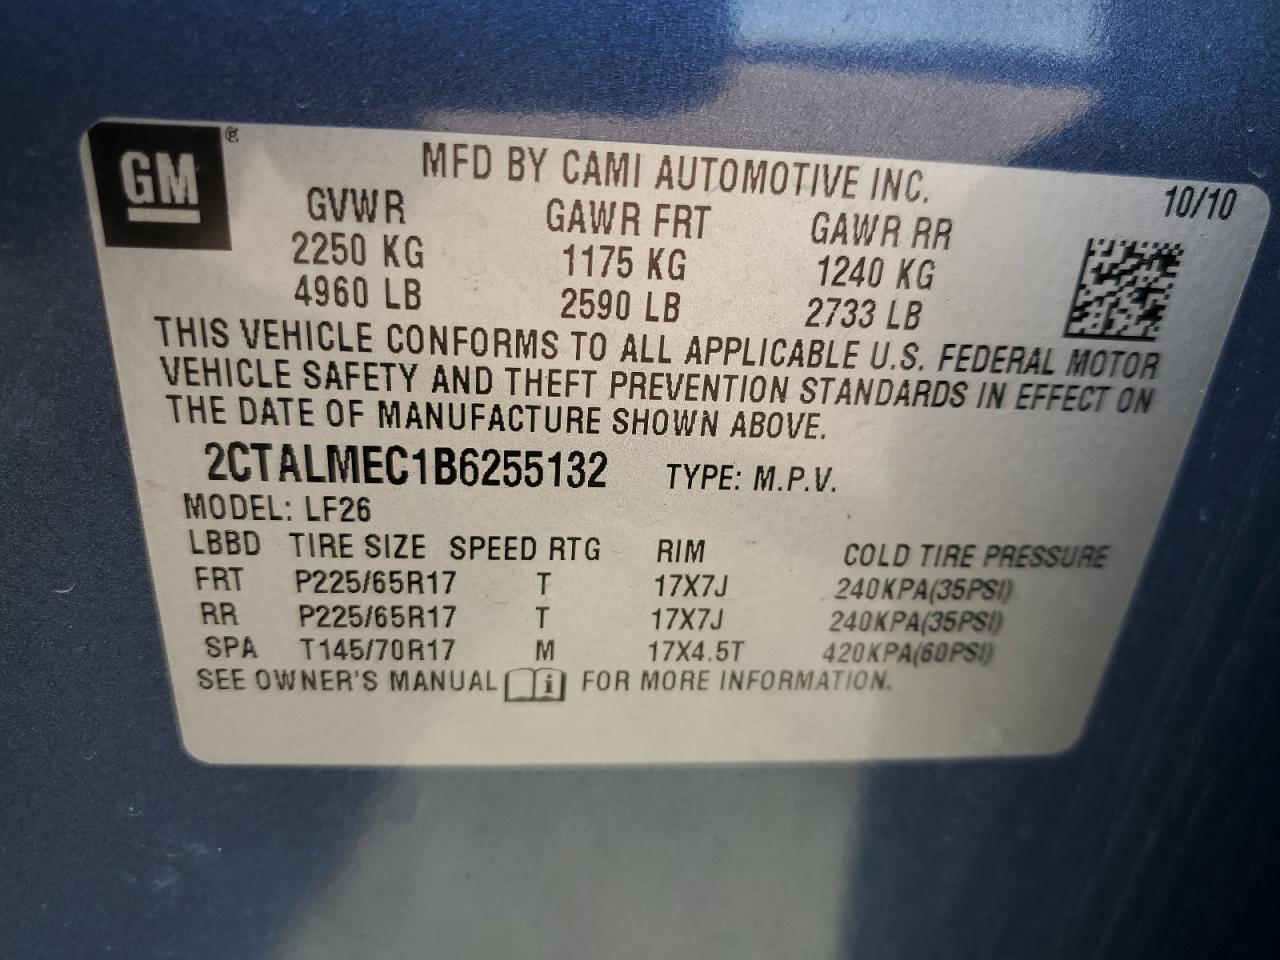 GM®
MFD BY CAMI AUTOMOTIVE INC. 10/10
GVWR GAWR FRT GAWR RR
2250 KG 1175 KG 1240 KG
4960 LB 2590 LB 2733 LB
THIS VEHICLE CONFORMS TO ALL APPLICABLE U.S. FEDERAL MOTOR
VEHICLE SAFETY AND THEFT PREVENTION STANDARDS IN EFFECT ON
THE DATE OF MANUFACTURE SHOWN ABOVE.
2CTALMEC1B6255132 TYPE: M.P.V.
MODEL: LF26
LBBD TIRE SIZE SPEED RTG RIM COLD TIRE PRESSURE
FRT P225/65R17 T 17X7J 240KPA(35PSI)
RR P225/65R17 T 17X7J 240KPA(35PSI)
SPA T145/70R17 M 17X4.5T 420KPA(60PSI)
SEE OWNER'S MANUAL i FOR MORE INFORMATION.